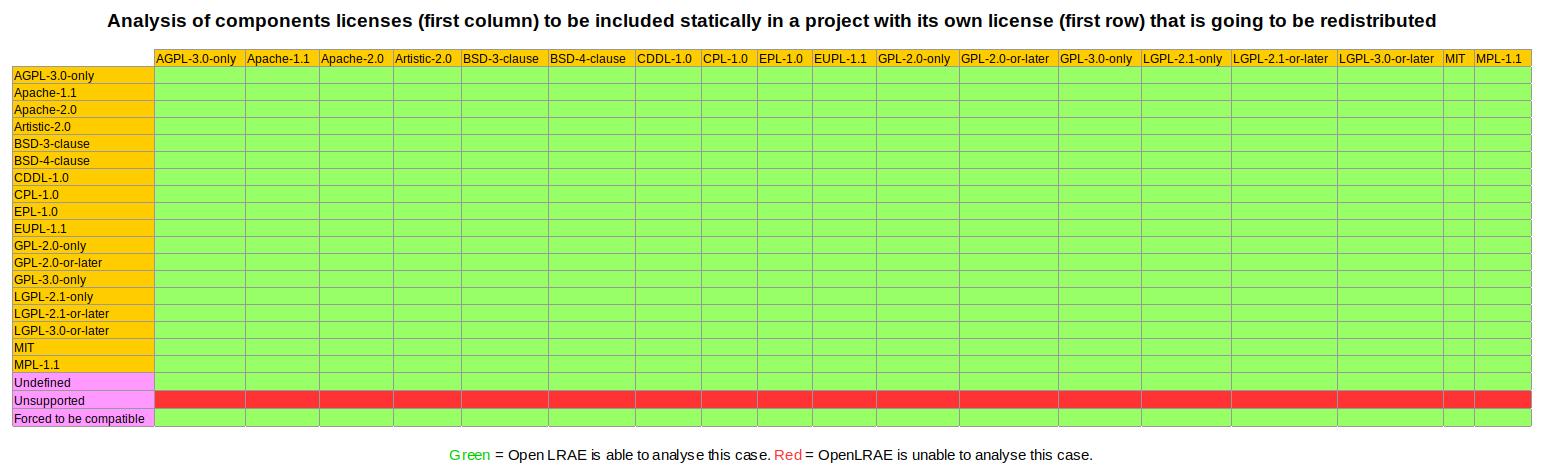 Analysis of components licenses (first column) to be included statically in a project with its own license (first row) that is going to be redistributed
AGPL-3.0-only Apache-1.1 Apache-2.0 Artistic-2.0 BSD-3-clause BSD-4-clause CDDL-1.0 CPL-1.0 EPL-1.0 EUPL-1.1 GPL-2.0-only GPL-2.0-or-later GPL-3.0-only LGPL-2.1-only LGPL-2.1-or-later LGPL-3.0-or-later MIT MPL-1.1
AGPL-3.0-only
Apache-1.1
Apache-2.0
Artistic-2.0
BSD-3-clause
BSD-4-clause
CDDL-1.0
CPL-1.0
EPL-1.0
EUPL-1.1
GPL-2.0-only
GPL-2.0-or-later
GPL-3.0-only
LGPL-2.1-only
LGPL-2.1-or-later
LGPL-3.0-or-later
MIT
MPL-1.1
Undefined
Unsupported
Forced to be compatible
Green = Open LRAE is able to analyse this case. Red = OpenLRAE is unable to analyse this case.